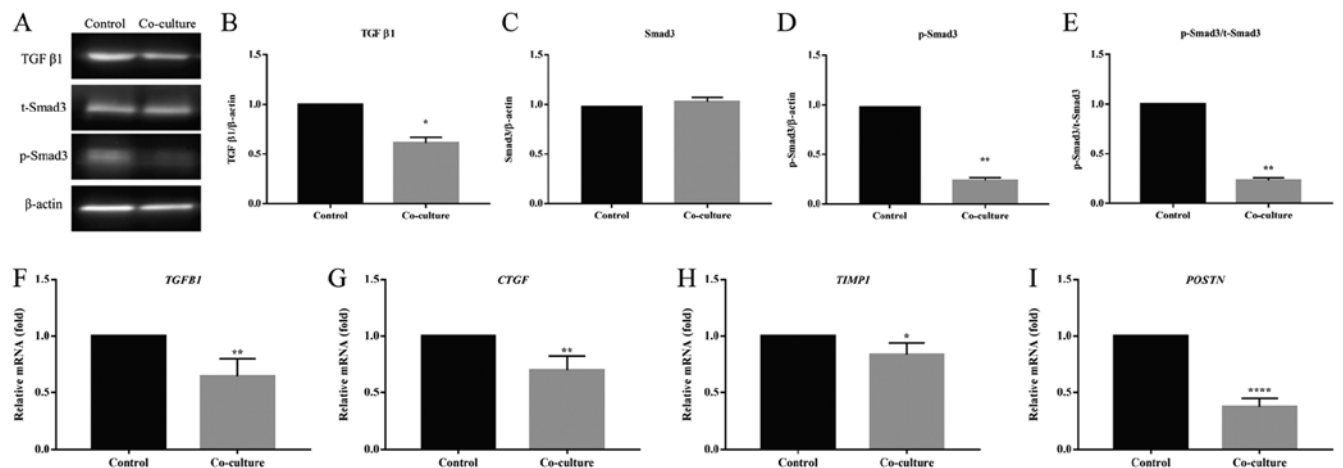 A
Control Co-culture
TGF β1
t-Smad3
p-Smad3
β-actin
B
TGF β1
TGF β1/β-actin
1.5
1.0
0.5
0.0
*
Control Co-culture
C
Smad3
Smad3/β-actin
1.5
1.0
0.5
0.0
Control Co-culture
D
p-Smad3
p-Smad3/β-actin
1.5
1.0
0.5
0.0
**
Control Co-culture
E
p-Smad3/t-Smad3
p-Smad3/t-Smad3
1.5
1.0
0.5
0.0
**
Control Co-culture
F
TGFB1
Relative mRNA (fold)
1.5
1.0
0.5
0.0
**
Control Co-culture
G
CTGF
Relative mRNA (fold)
1.5
1.0
0.5
0.0
**
Control Co-culture
H
TIMP1
Relative mRNA (fold)
1.5
1.0
0.5
0.0
*
Control Co-culture
I
POSTN
Relative mRNA (fold)
1.5
1.0
0.5
0.0
****
Control Co-culture